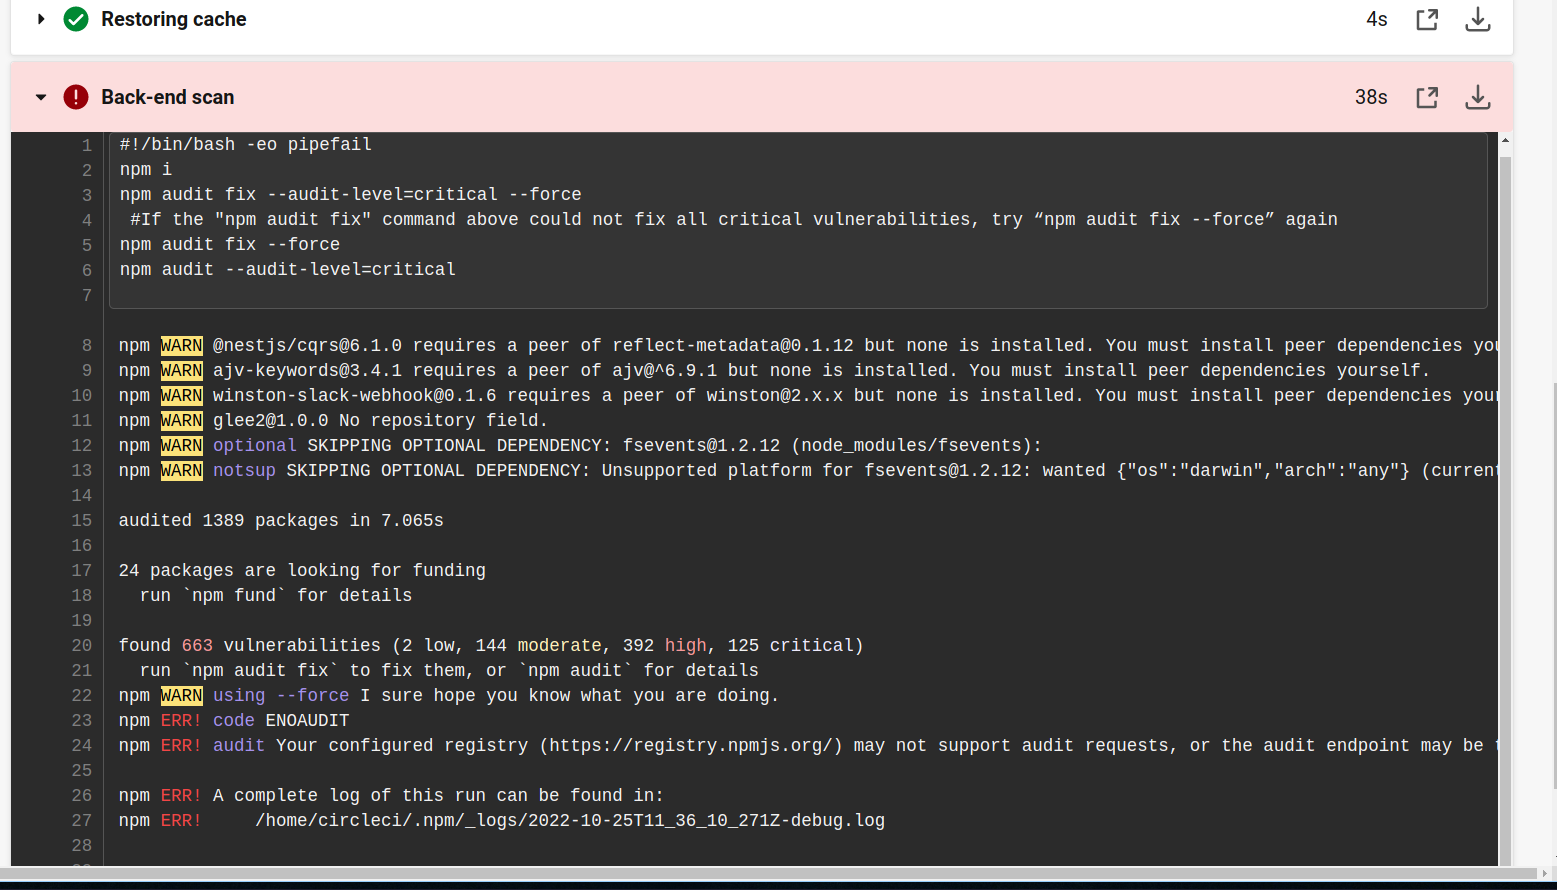 Restoring cache 4s
Back-end scan 38s
1 #!/bin/bash -eo pipefail
2 npm i
3 npm audit fix --audit-level=critical --force
4 #If the "npm audit fix" command above could not fix all critical vulnerabilities, try “npm audit fix --force” again
5 npm audit fix --force
6 npm audit --audit-level=critical
7
8 npm WARN @nestjs/cqrs@6.1.0 requires a peer of reflect-metadata@0.1.12 but none is installed. You must install peer dependencies you
9 npm WARN ajv-keywords@3.4.1 requires a peer of ajv@^6.9.1 but none is installed. You must install peer dependencies yourself.
10 npm WARN winston-slack-webhook@0.1.6 requires a peer of winston@2.x.x but none is installed. You must install peer dependencies your
11 npm WARN glee2@1.0.0 No repository field.
12 npm WARN optional SKIPPING OPTIONAL DEPENDENCY: fsevents@1.2.12 (node_modules/fsevents):
13 npm WARN notsup SKIPPING OPTIONAL DEPENDENCY: Unsupported platform for fsevents@1.2.12: wanted {"os":"darwin","arch":"any"} (current
14
15 audited 1389 packages in 7.065s
16
17 24 packages are looking for funding
18 run `npm fund` for details
19
20 found 663 vulnerabilities (2 low, 144 moderate, 392 high, 125 critical)
21 run `npm audit fix` to fix them, or `npm audit` for details
22 npm WARN using --force I sure hope you know what you are doing.
23 npm ERR! code ENOAUDIT
24 npm ERR! audit Your configured registry (https://registry.npmjs.org/) may not support audit requests, or the audit endpoint may be
25
26 npm ERR! A complete log of this run can be found in:
27 npm ERR! /home/circleci/.npm/_logs/2022-10-25T11_36_10_271Z-debug.log
28